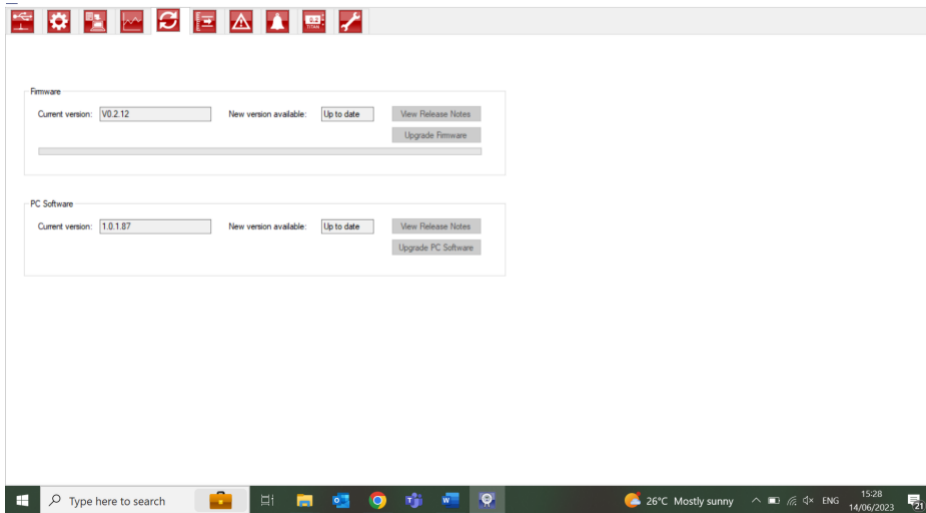 Firmware
Current version: V0.2.12 New version available: Up to date View Release Notes
Upgrade Firmware
PC Software
Current version: 1.0.1.87 New version available: Up to date View Release Notes
Upgrade PC Software
Type here to search
26°C Mostly sunny
ENG
15:28
14/06/2023
21